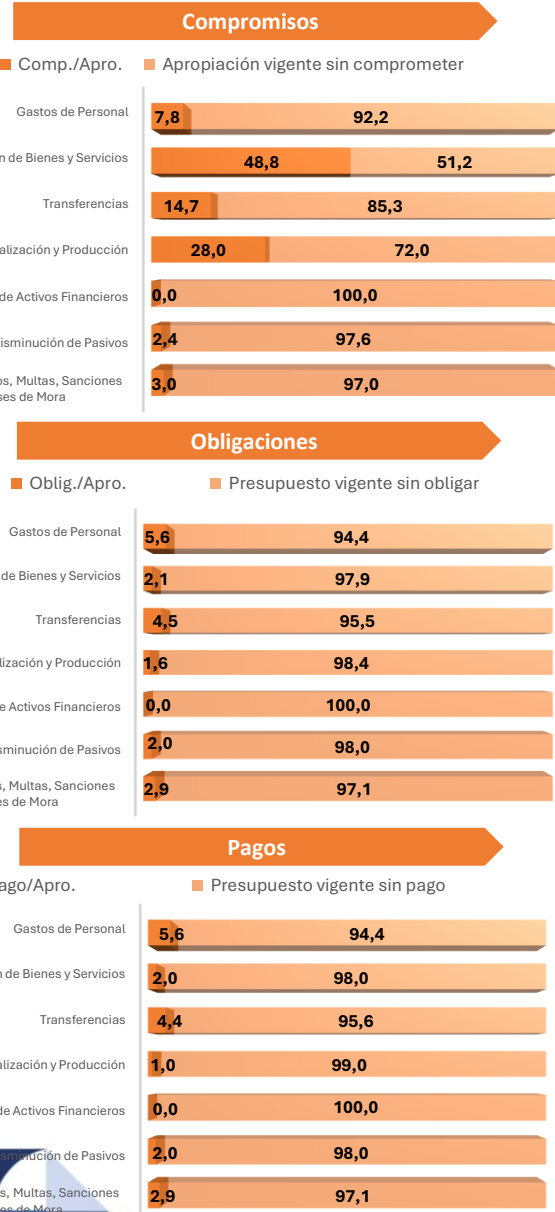 Compromisos
Comp./Apro. Apropiación vigente sin comprometer
Gastos de Personal 7,8 92,2
de Bienes y Servicios 48,8 51,2
Transferencias 14,7 85,3
y Producción 28,0 72,0
de Activos Financieros 0,0 100,0
de Pasivos 2,4 97,6
Multas, Sanciones 3,0 97,0
de Mora
Obligaciones
Oblig./Apro. Presupuesto vigente sin obligar
Gastos de Personal 5,6 94,4
de Bienes y Servicios 2,1 97,9
Transferencias 4,5 95,5
y Producción 1,6 98,4
Activos Financieros 0,0 100,0
de Pasivos 2,0 98,0
Multas, Sanciones 2,9 97,1
de Mora
Pagos
ago/Apro. Presupuesto vigente sin pago
Gastos de Personal 5,6 94,4
de Bienes y Servicios 2,0 98,0
Transferencias 4,4 95,6
y Producción 1,0 99,0
de Activos Financieros 0,0 100,0
de Pasivos 2,0 98,0
Multas, Sanciones 2,9 97,1
de Mora